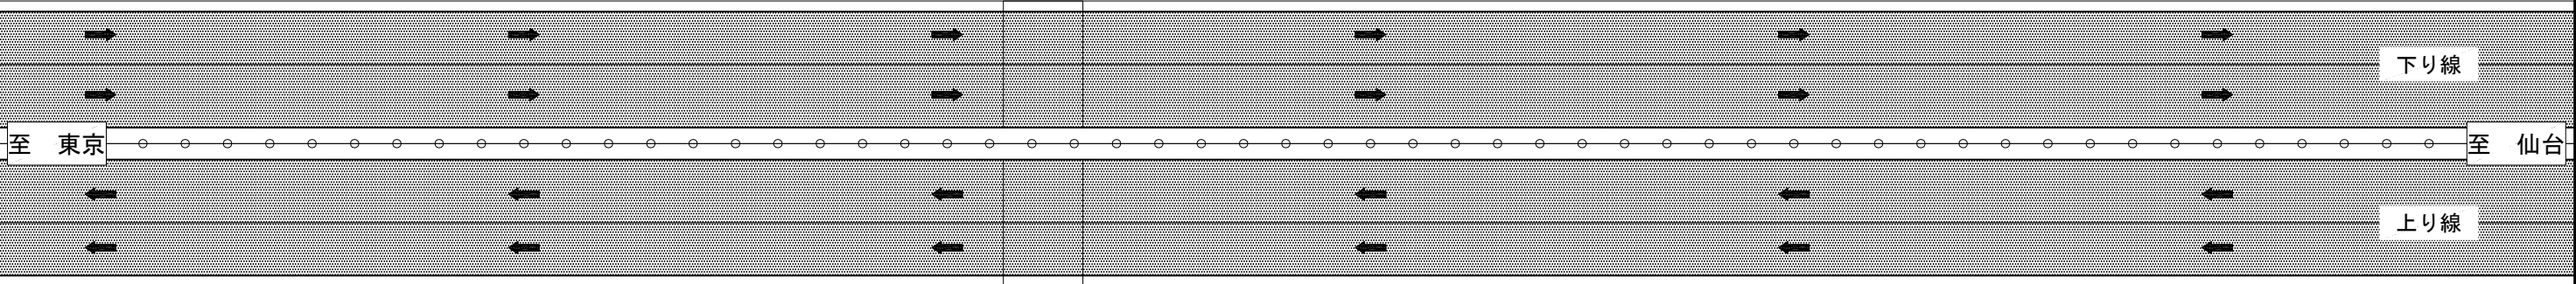 下り線
至　東京
至　仙台
上り線